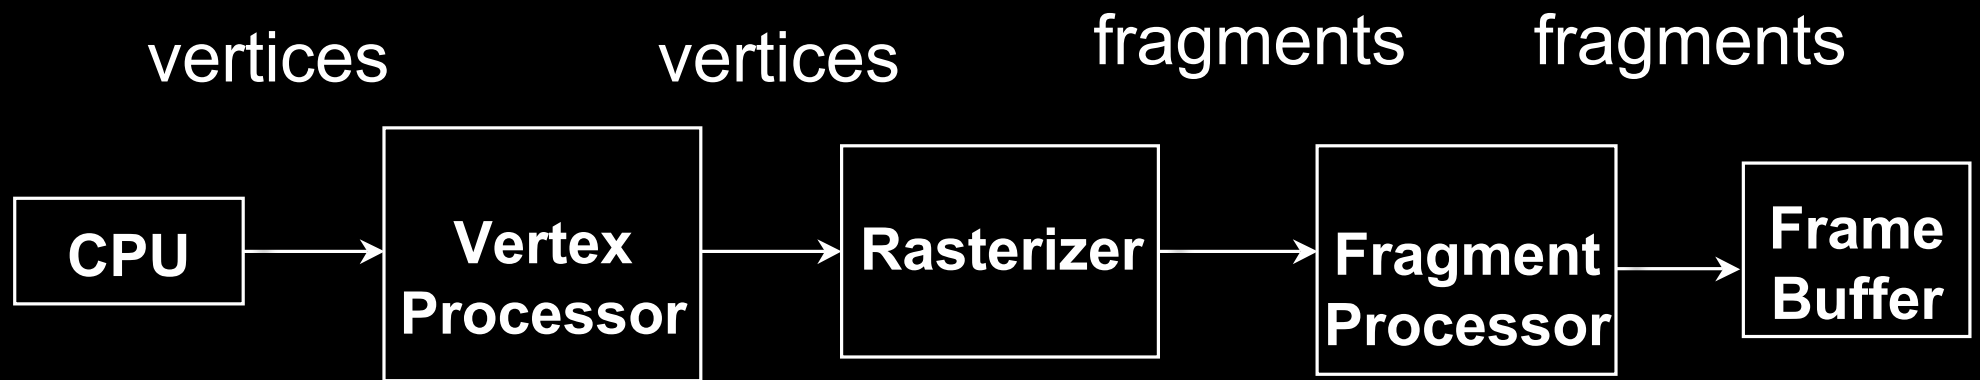 vertices
vertices
fragments
fragments
CPU
Vertex
Processor
Rasterizer
Fragment
Processor
Frame
Buffer